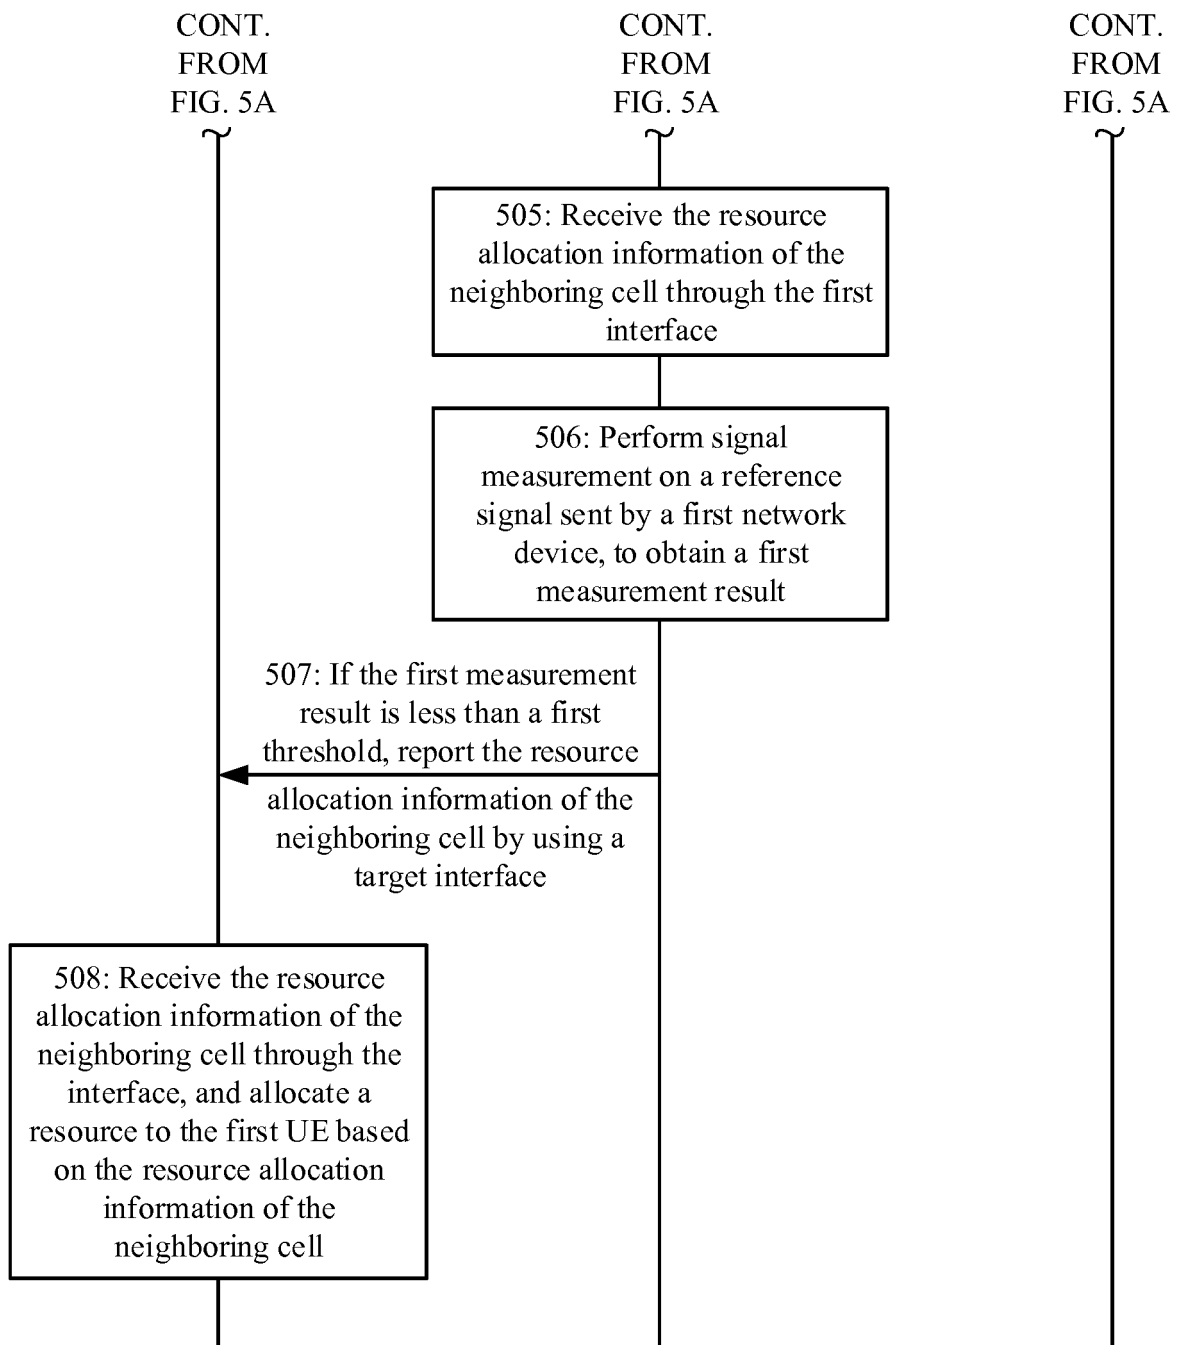 CONT.
FROM
FIG. 5A
CONT.
FROM
FIG. 5A
CONT.
FROM
FIG. 5A
505: Receive the resource
allocation information of the
neighboring cell through the first
interface
506: Perform signal
measurement on a reference
signal sent by a first network
device, to obtain a first
measurement result
507: If the first measurement
result is less than a first
threshold, report the resource
allocation information of the
neighboring cell by using a
target interface
508: Receive the resource
allocation information of the
neighboring cell through the
interface, and allocate a
resource to the first UE based
on the resource allocation
information of the
neighboring cell